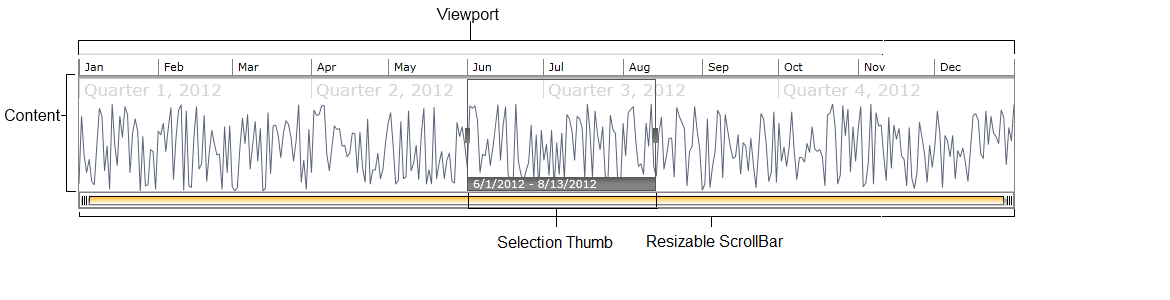 Viewport
Jan Feb Mar Apr May Jun Jul Aug Sep Oct Nov Dec
Quarter 1, 2012 Quarter 2, 2012 Quarter 3, 2012 Quarter 4, 2012
Content
6/1/2012 - 8/13/2012
Selection Thumb Resizable ScrollBar